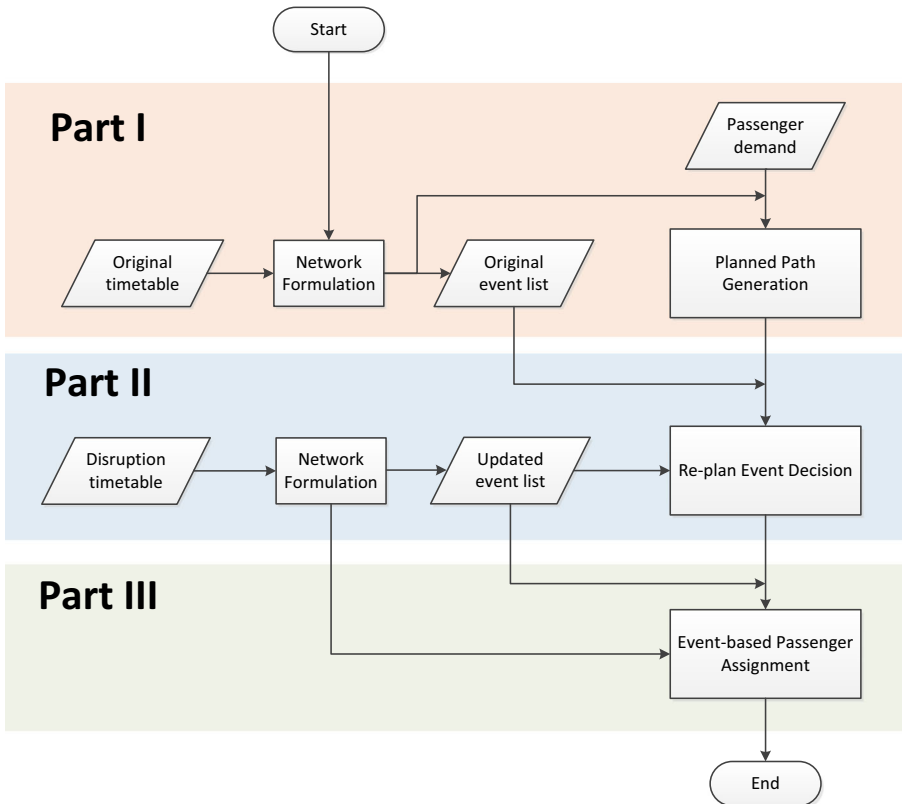 Start
Part I
Passenger
demand
Original
timetable
Network
Formulation
Original
event list
Planned Path
Generation
Part II
Disruption
timetable
Network
Formulation
Updated
event list
Re-plan Event Decision
Part III
Event-based Passenger
Assignment
End